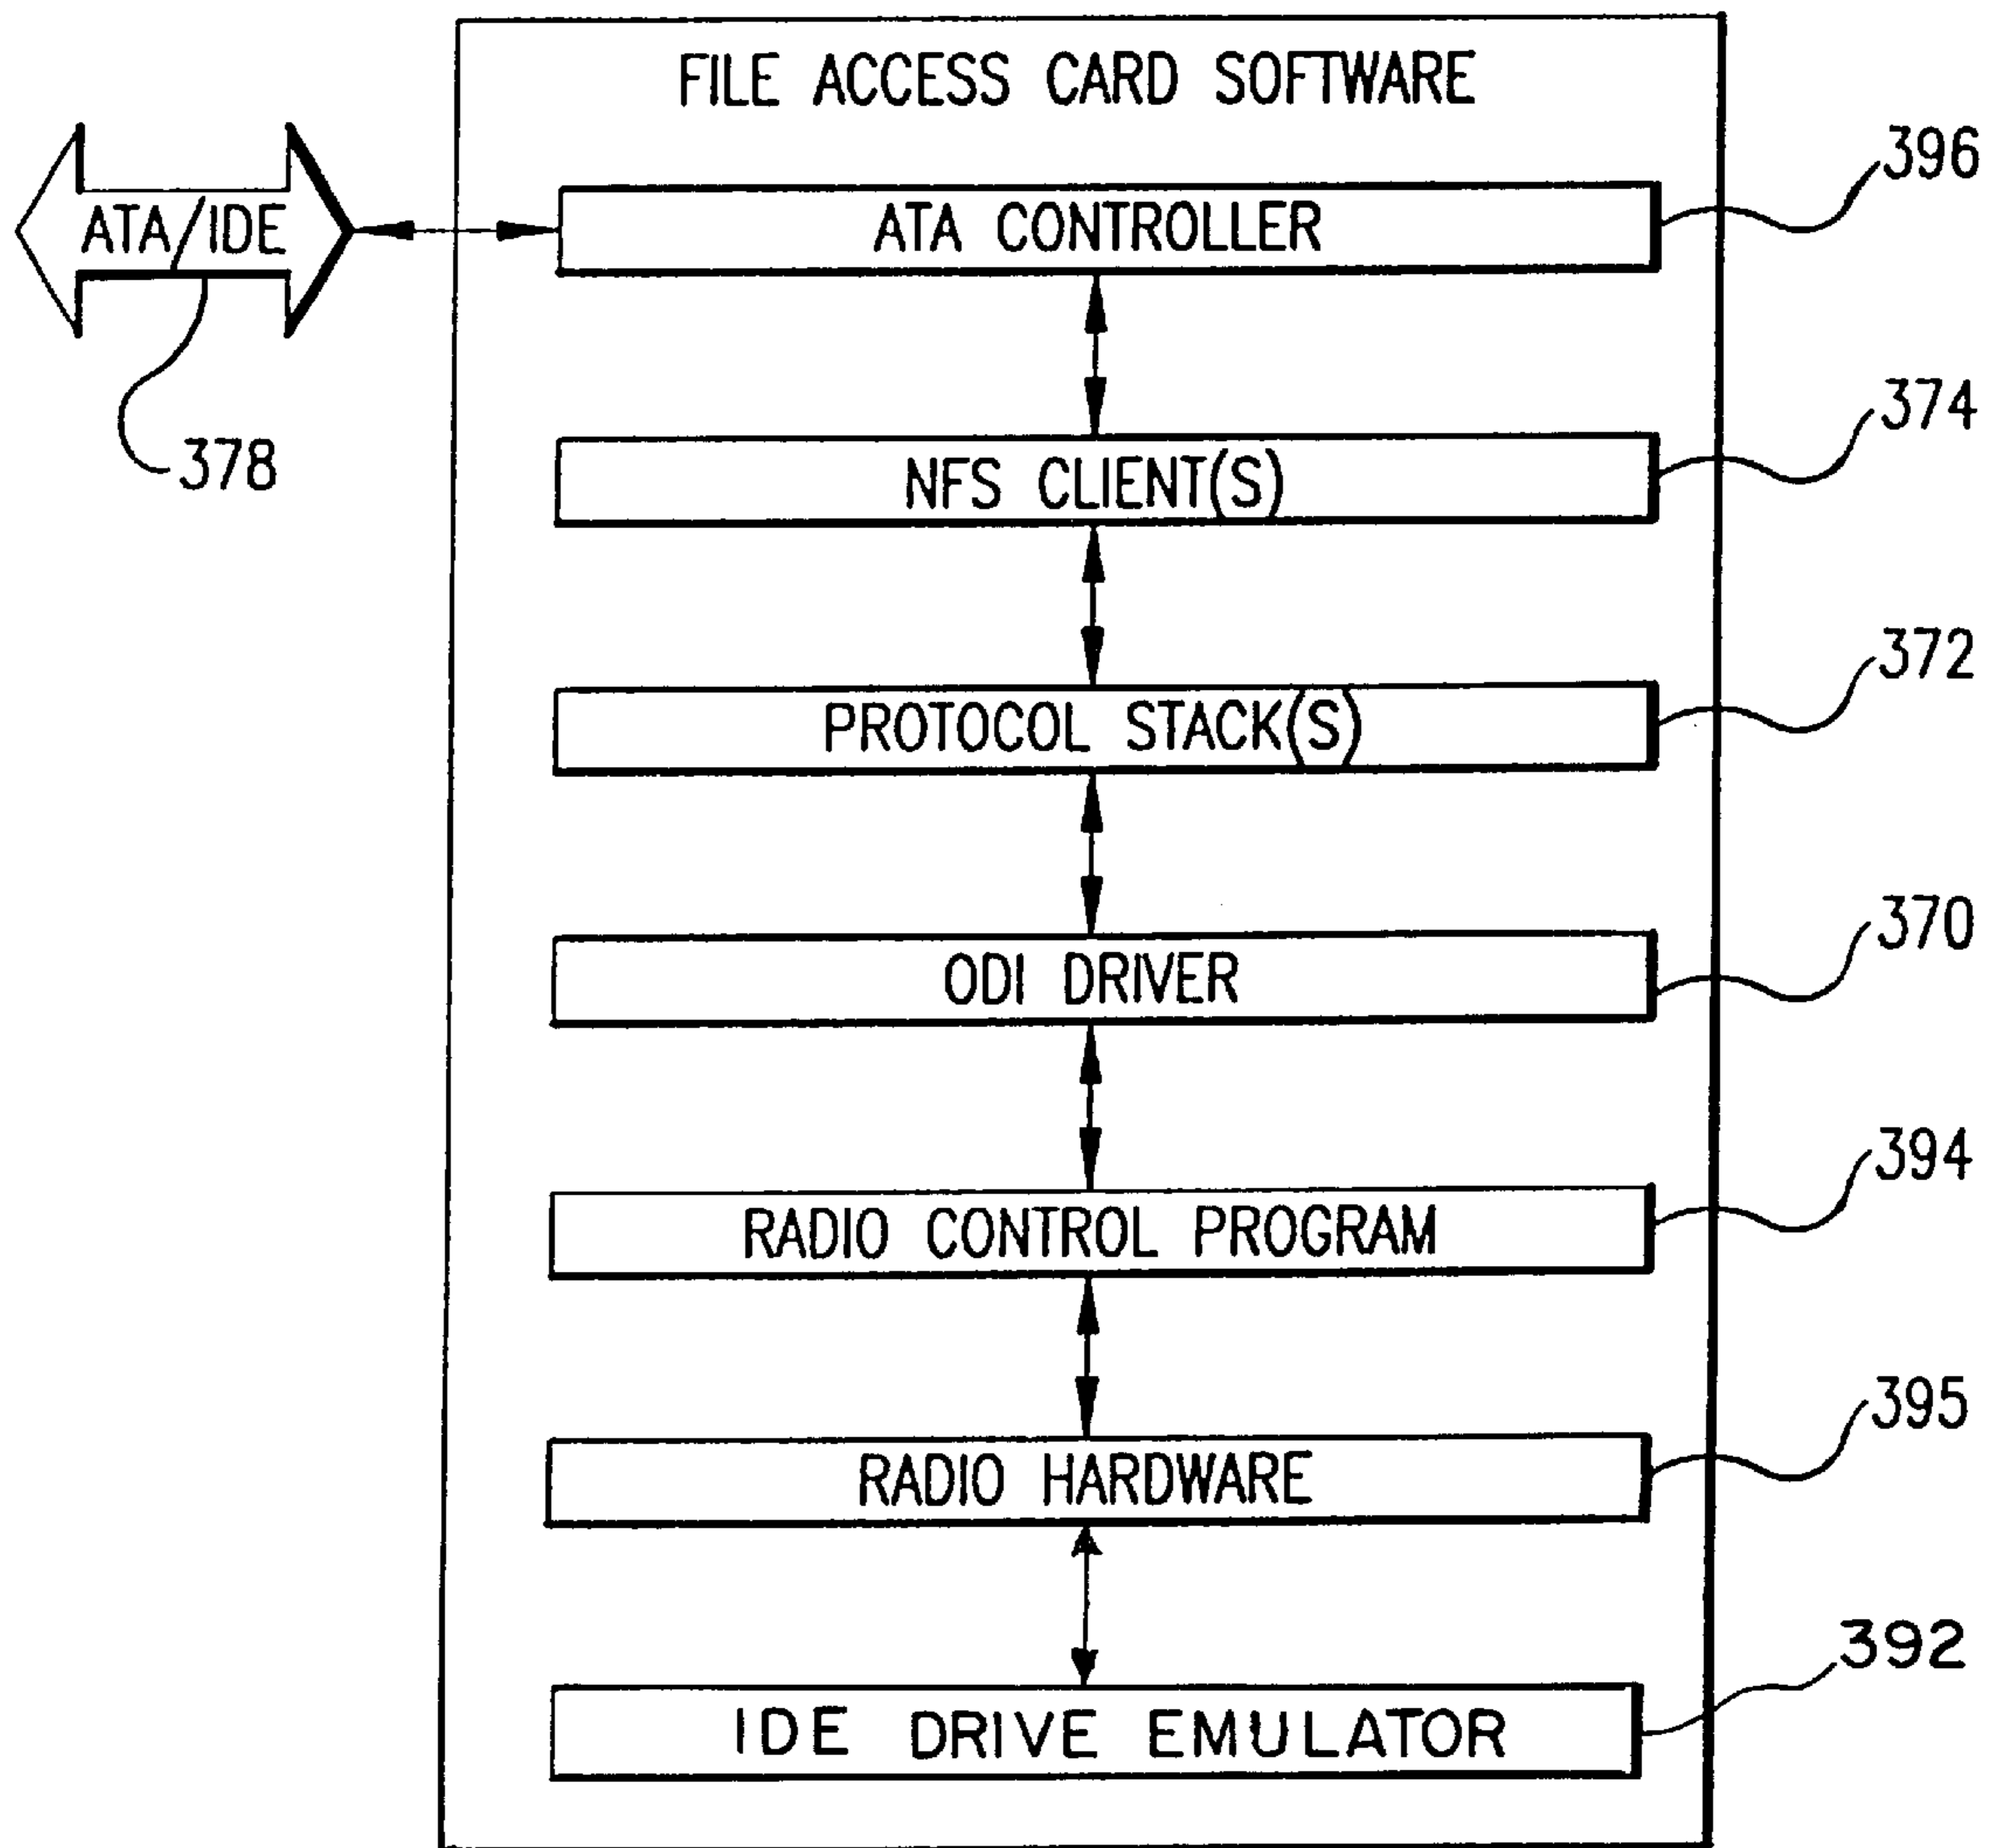 FILE ACCESS CARD SOFTWARE
396
ATA/IDE
ATA CONTROLLER
378
374
NFS CLIENT(S)
372
PROTOCOL STACK(S)
370
ODI DRIVER
394
RADIO CONTROL PROGRAM
395
RADIO HARDWARE
392
IDE DRIVE EMULATOR